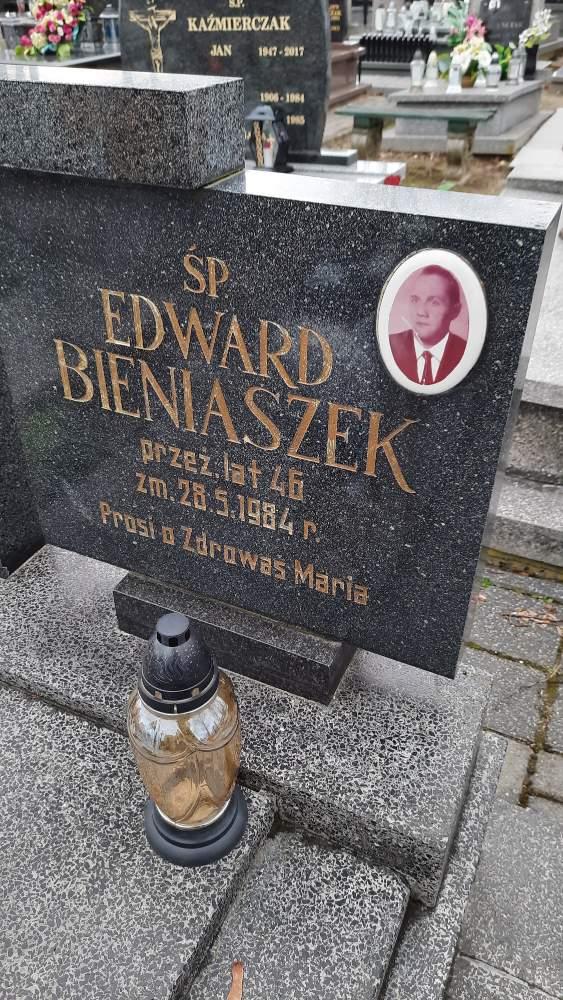 Ś.P.
KAŹMIERCZAK
JAN 1947-2017
1906 - 1984
1985
ŚP.
EDWARD
BIENIASZEK
przeż. lat 46
zm. 28.5.1984 r.
Prosi o Zdrowaś Maria